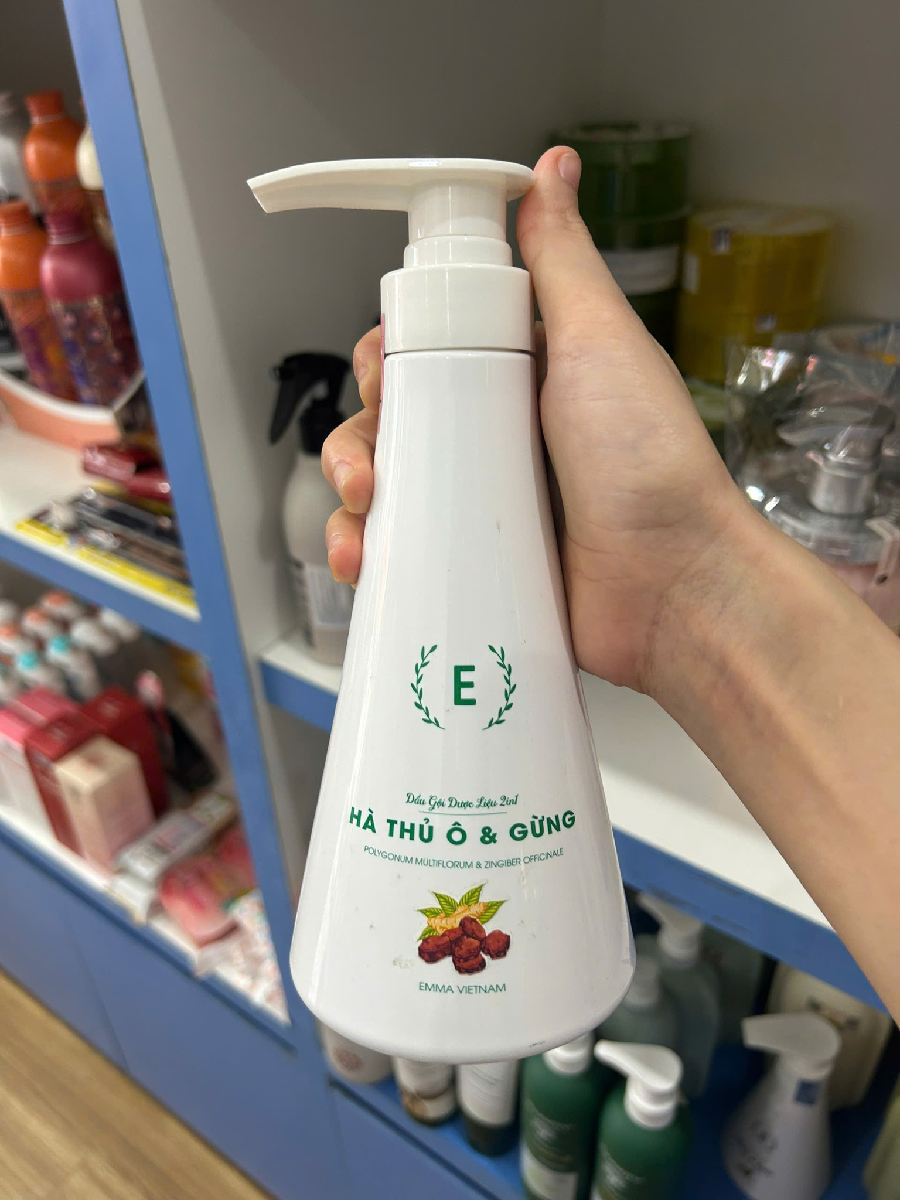 E
Dầu Gội Dược Liệu 2in1
HÀ THỦ Ô & GỪNG
POLYGONUM MULTIFLORUM & ZINGIBER OFFICINALE
EMMA VIETNAM